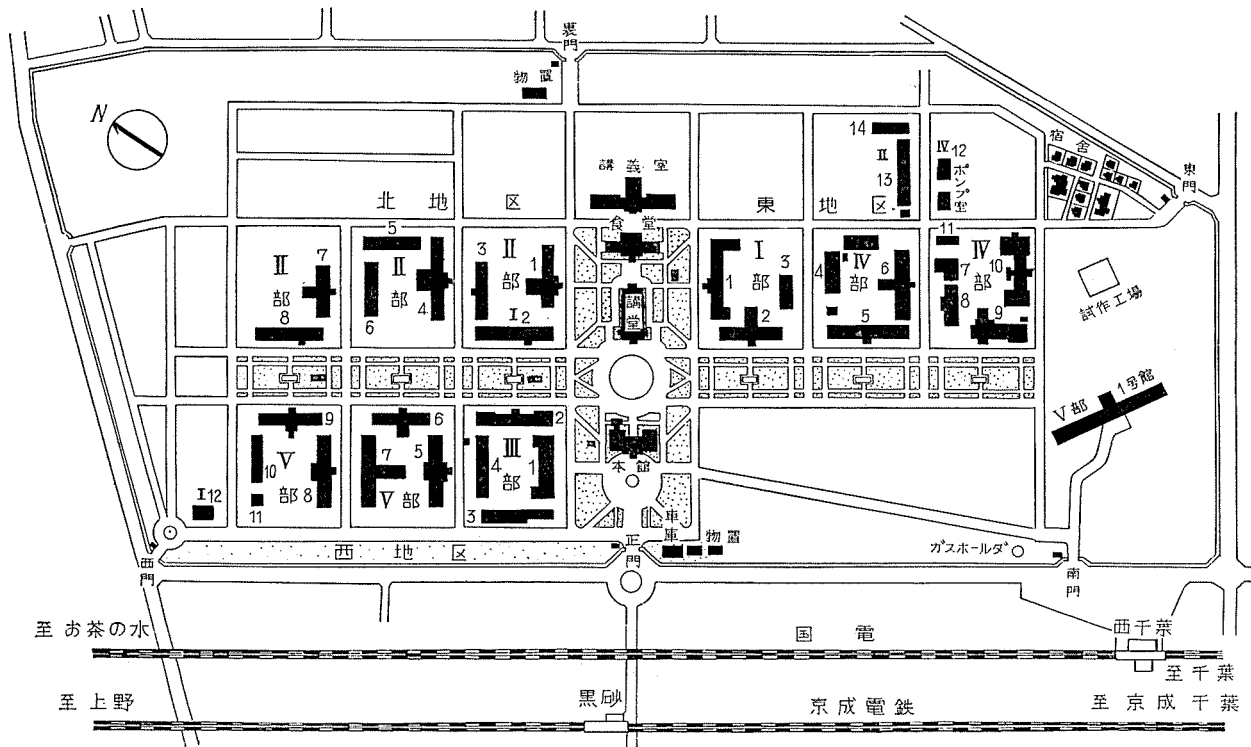 裏門
物置
N
宿舎
14
講義室
Ⅱ
13
Ⅳ 12
ポンプ室
東門
北地区
東地区
食堂
5
11
Ⅱ
部
7
8
Ⅱ
部
4
6
3
Ⅱ
部
1
Ⅰ2
講堂
Ⅰ
部
1
3
2
4
Ⅳ
部
6
5
Ⅳ
部
7
10
8
9
試作工場
Ⅴ部 1号館
9
Ⅴ
部
10
8
11
6
5
7
Ⅴ部
2
Ⅲ
部
4
1
3
本館
Ⅰ12
車庫
物置
西地区
正門
ガスホールダ
西門
南門
至お茶の水
国電
西千葉
至千葉
至上野
黒砂
京成電鉄
至京成千葉